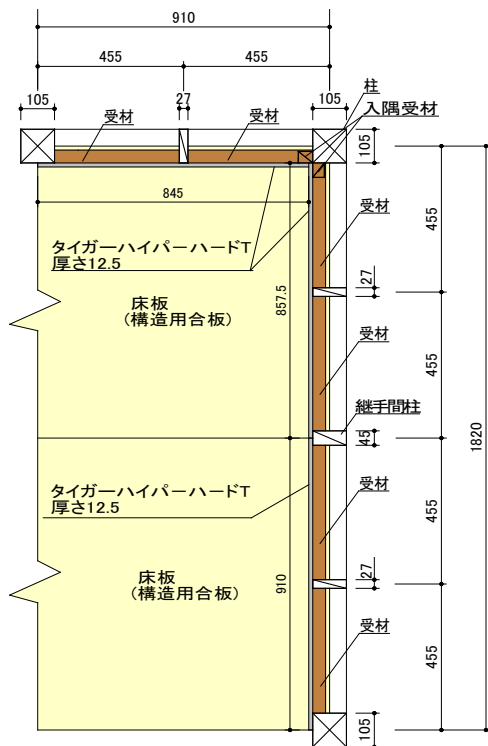 910
455
455
105
27
105
受材
受材
柱
入隅受材
105
845
タイガーハイパーハードT
厚さ12.5
受材
455
27
床板
(構造用合板)
857.5
受材
455
継手間柱
45
1820
タイガーハイパーハードT
厚さ12.5
受材
455
27
床板
(構造用合板)
910
受材
455
105
105